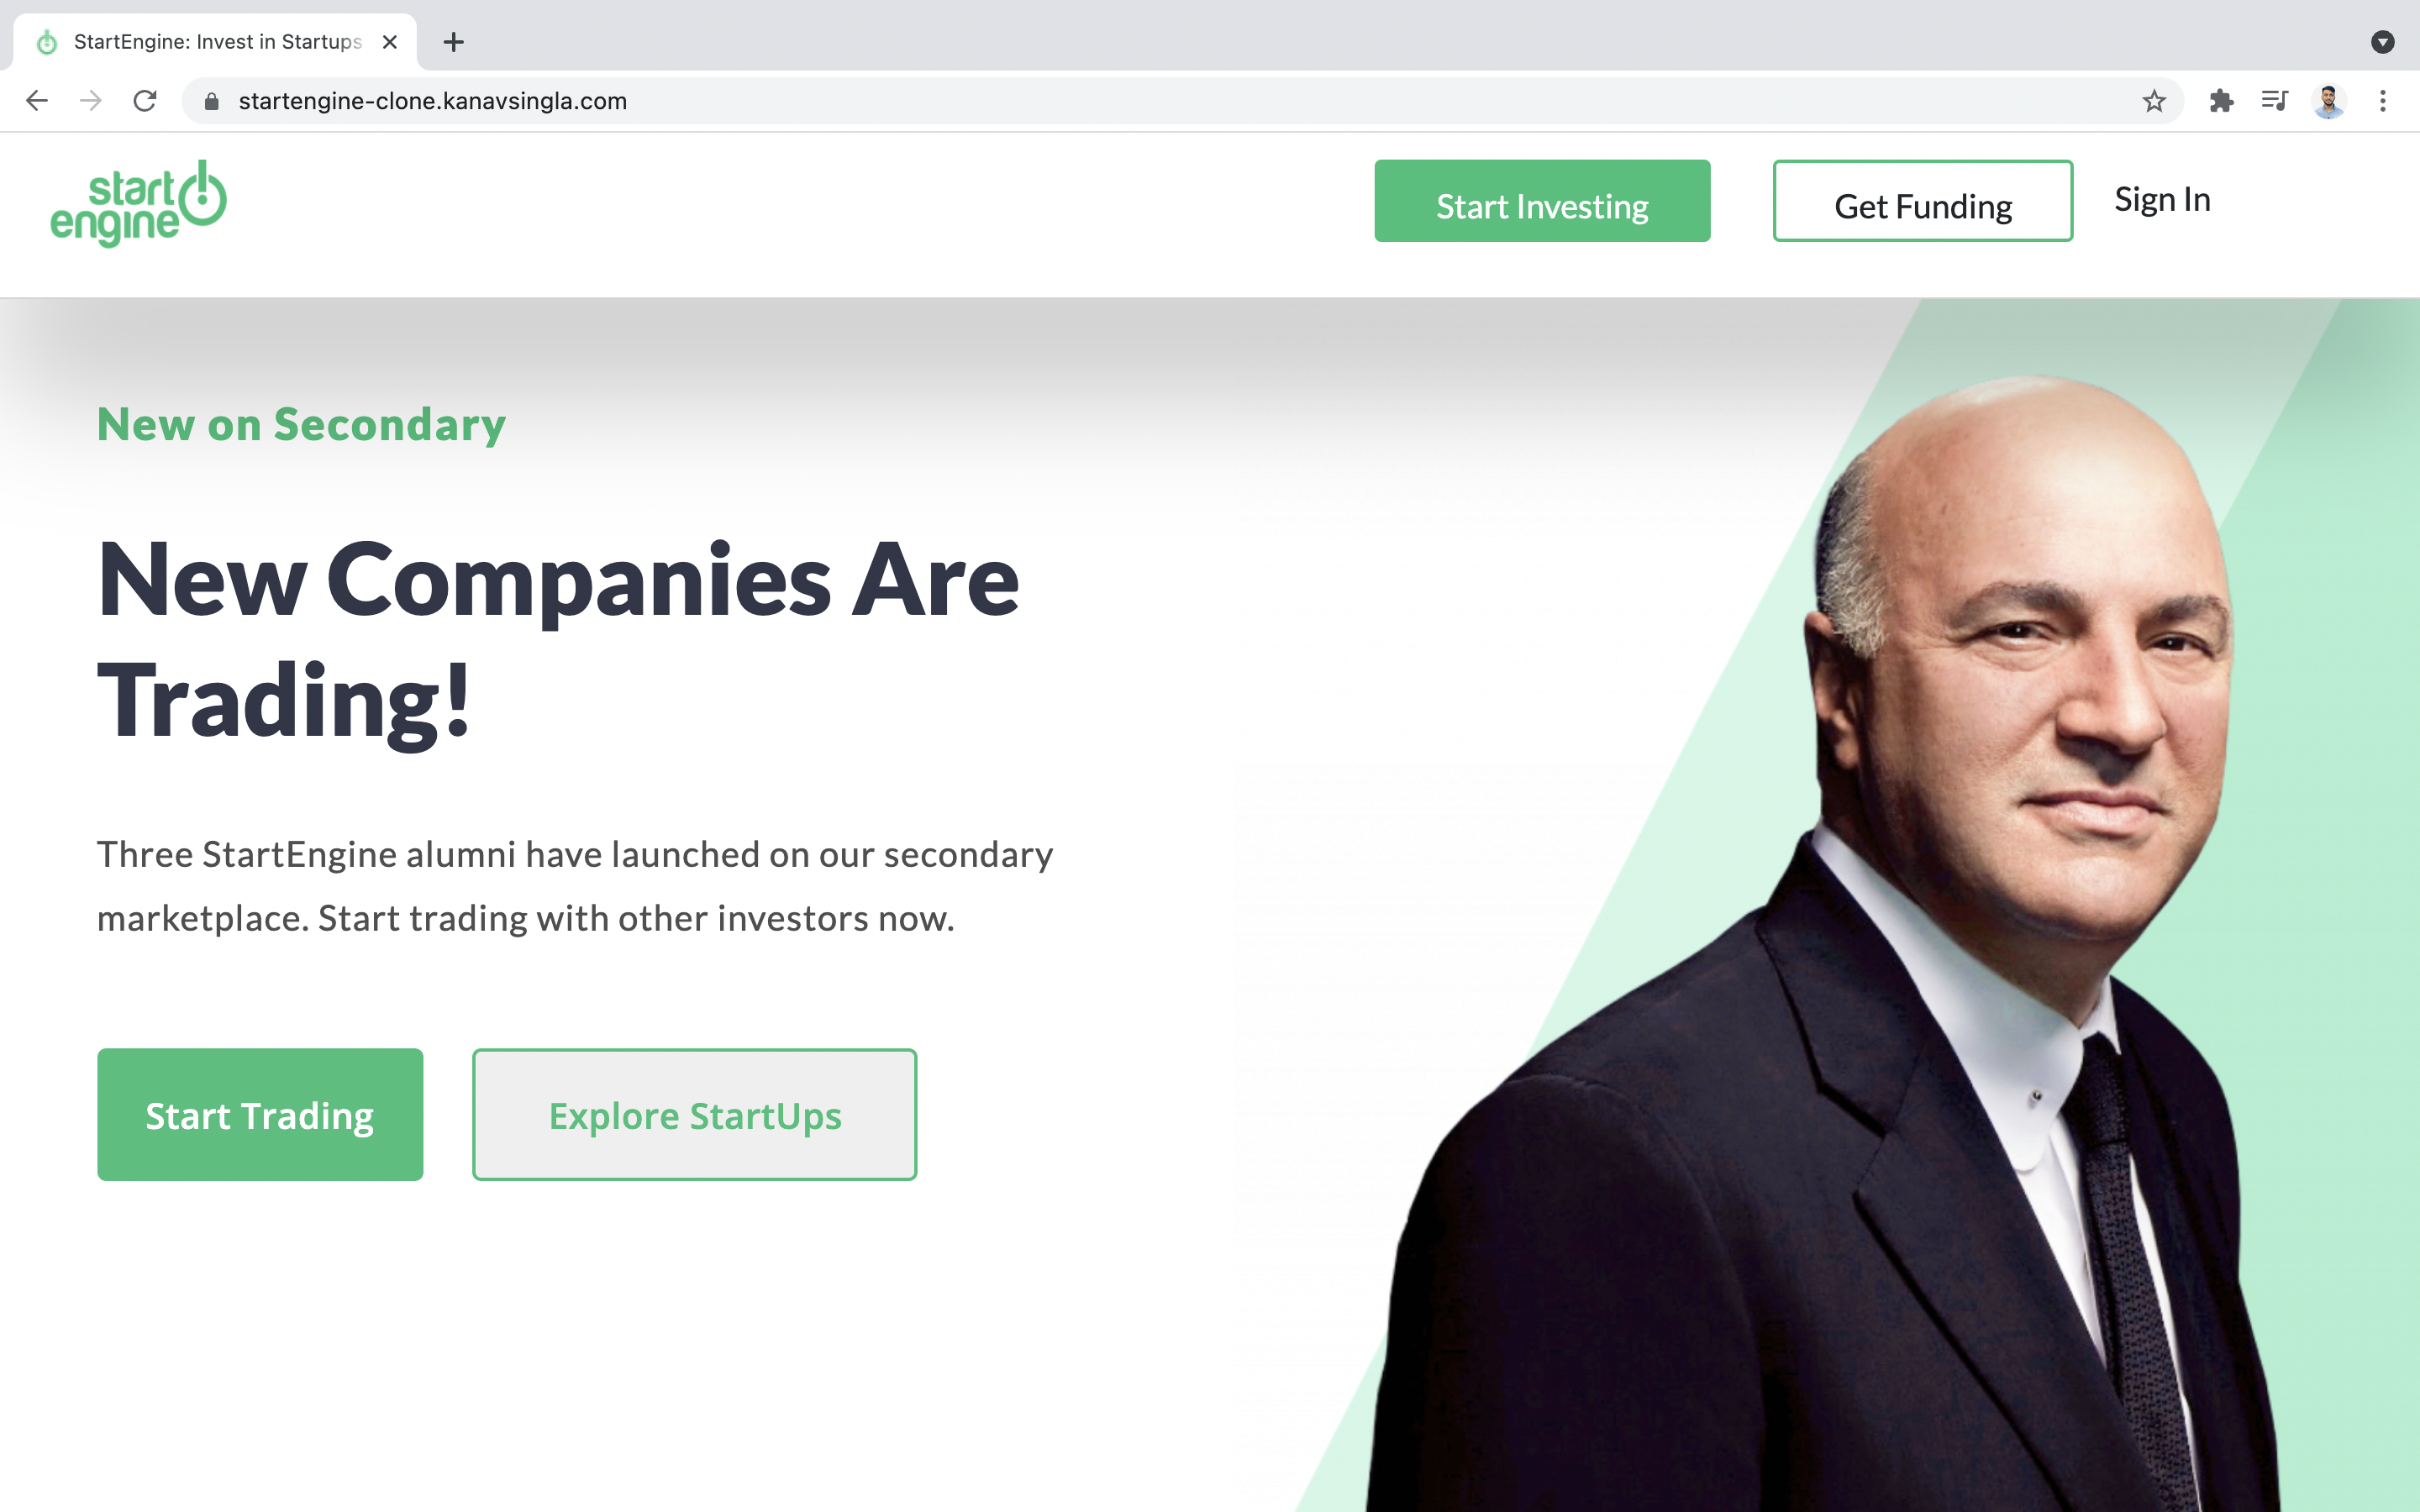 StartEngine: Invest in Startups
startengine-clone.kanavsingla.com
start
engine
Start Investing
Get Funding
Sign In
New on Secondary
New Companies Are
Trading!
Three StartEngine alumni have launched on our secondary
marketplace. Start trading with other investors now.
Start Trading
Explore StartUps